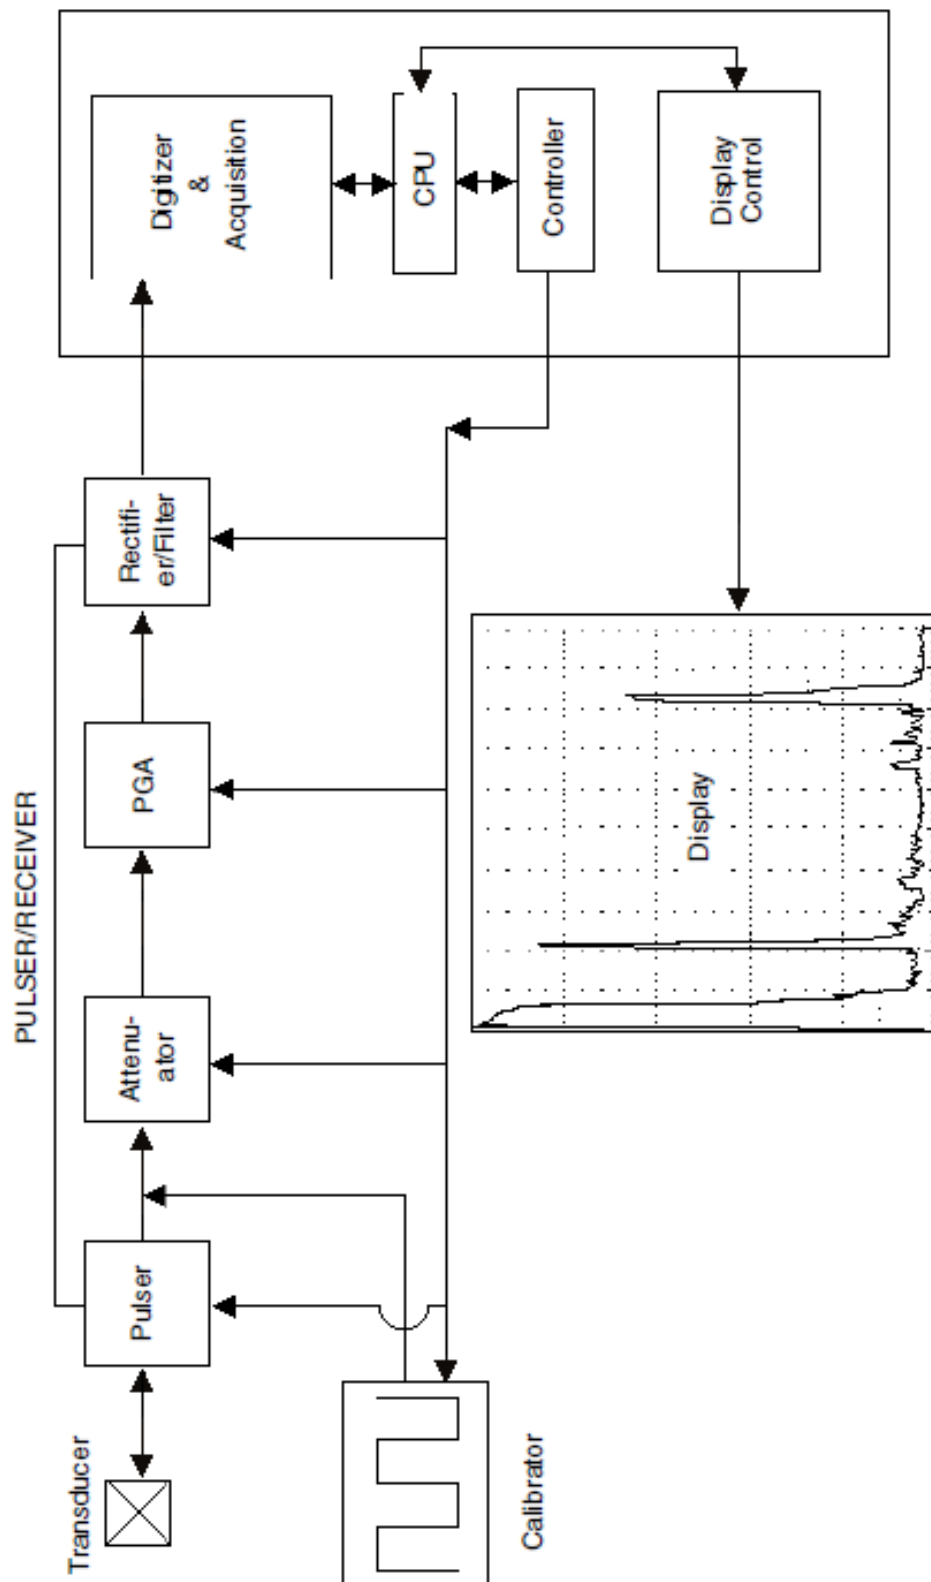 PULSER/RECEIVER
Transducer
Pulser
Attenu-
ator
PGA
Rectifi-
er/Filter
Digitizer
&
Acquisition
CPU
Controller
Display
Control
Calibrator
Display